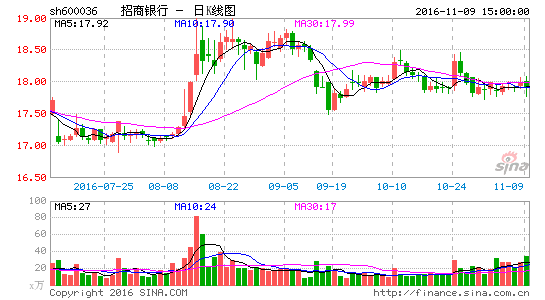 sh600036 招商银行 - 日K线图 2016-11-09 15:00:00
19.00 MA5:17.92 MA10:17.90 MA30:17.99
18.50
18.00
17.50
17.00
16.50
sina
新浪财经
2016-07-25 08-08 08-22 09-05 09-19 10-10 10-24 11-09
100 MA5:27 MA10:24 MA30:17
80
60
40
20
x万
Copyright 2016 SINA.COM http://finance.sina.com.cn